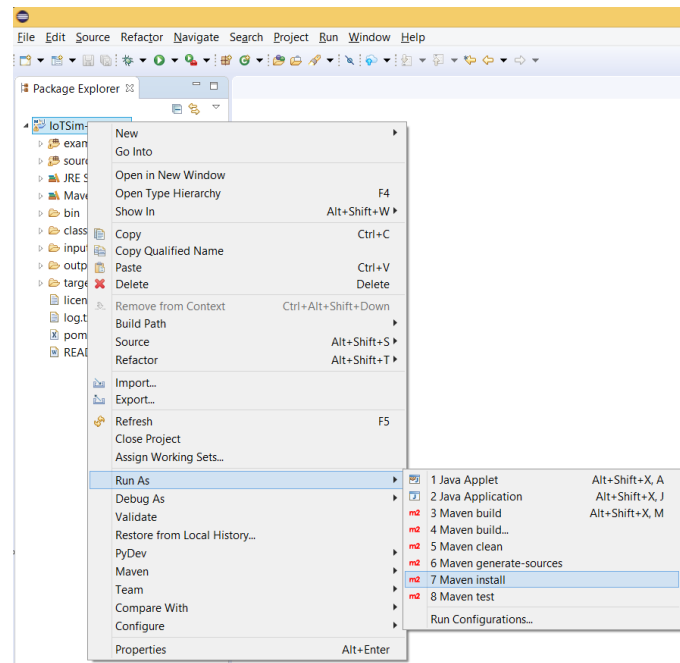 File Edit Source Refactor Navigate Search Project Run Window Help
Package Explorer
IoTSim-
exam
sourc
JRE S
Mave
bin
class
input
outp
targe
licen
log.t
pom
READ
New
Go Into
Open in New Window
Open Type Hierarchy F4
Show In Alt+Shift+W
Copy Ctrl+C
Copy Qualified Name
Paste Ctrl+V
Delete Delete
Remove from Context Ctrl+Alt+Shift+Down
Build Path
Source Alt+Shift+S
Refactor Alt+Shift+T
Import...
Export...
Refresh F5
Close Project
Assign Working Sets...
Run As
Debug As
Validate
Restore from Local History...
PyDev
Maven
Team
Compare With
Configure
Properties Alt+Enter
1 Java Applet Alt+Shift+X, A
2 Java Application Alt+Shift+X, J
m2 3 Maven build Alt+Shift+X, M
m2 4 Maven build...
m2 5 Maven clean
m2 6 Maven generate-sources
m2 7 Maven install
m2 8 Maven test
Run Configurations...